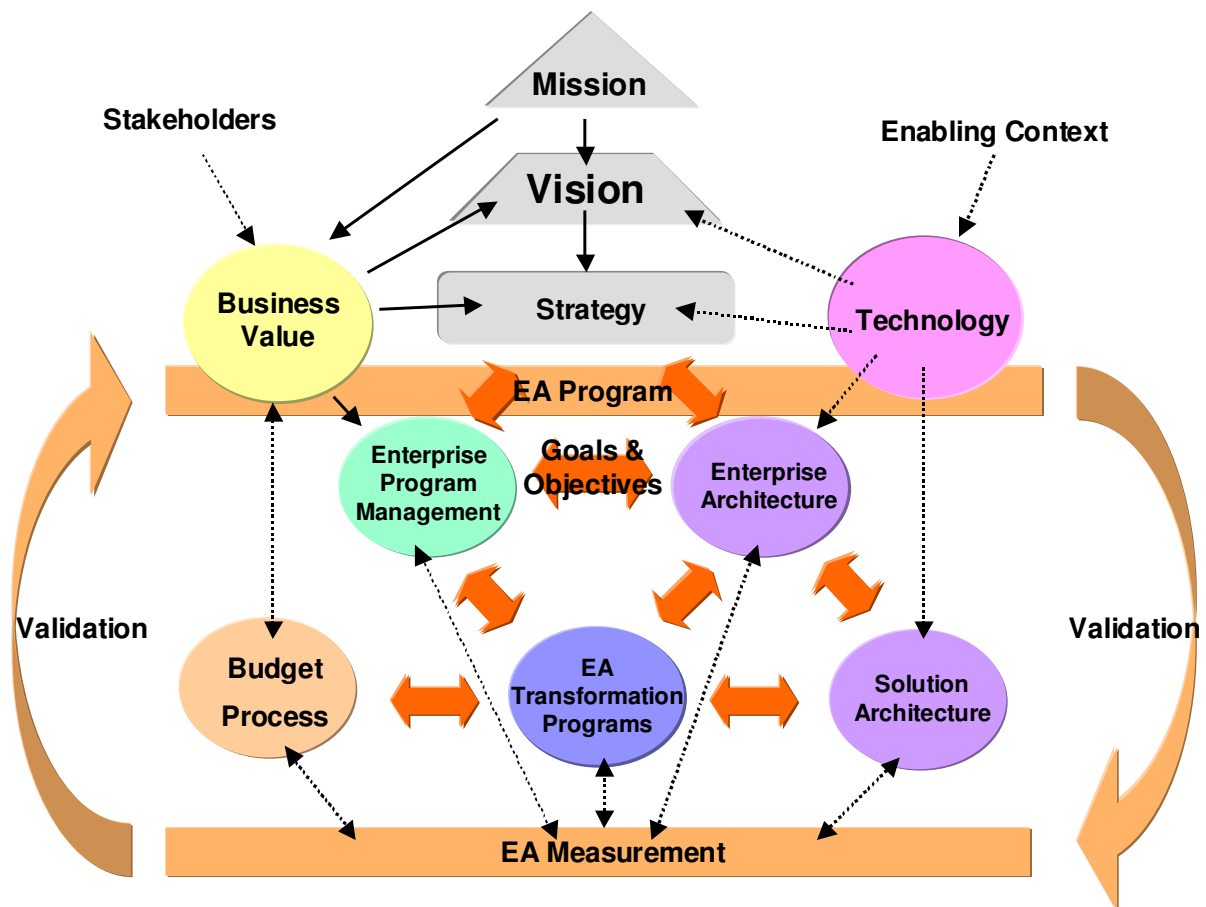 Mission
Stakeholders
Enabling Context
Vision
Business
Value
Strategy
Technology
EA Program
Enterprise
Program
Management
Goals &
Objectives
Enterprise
Architecture
Validation
Validation
Budget
Process
EA
Transformation
Programs
Solution
Architecture
EA Measurement